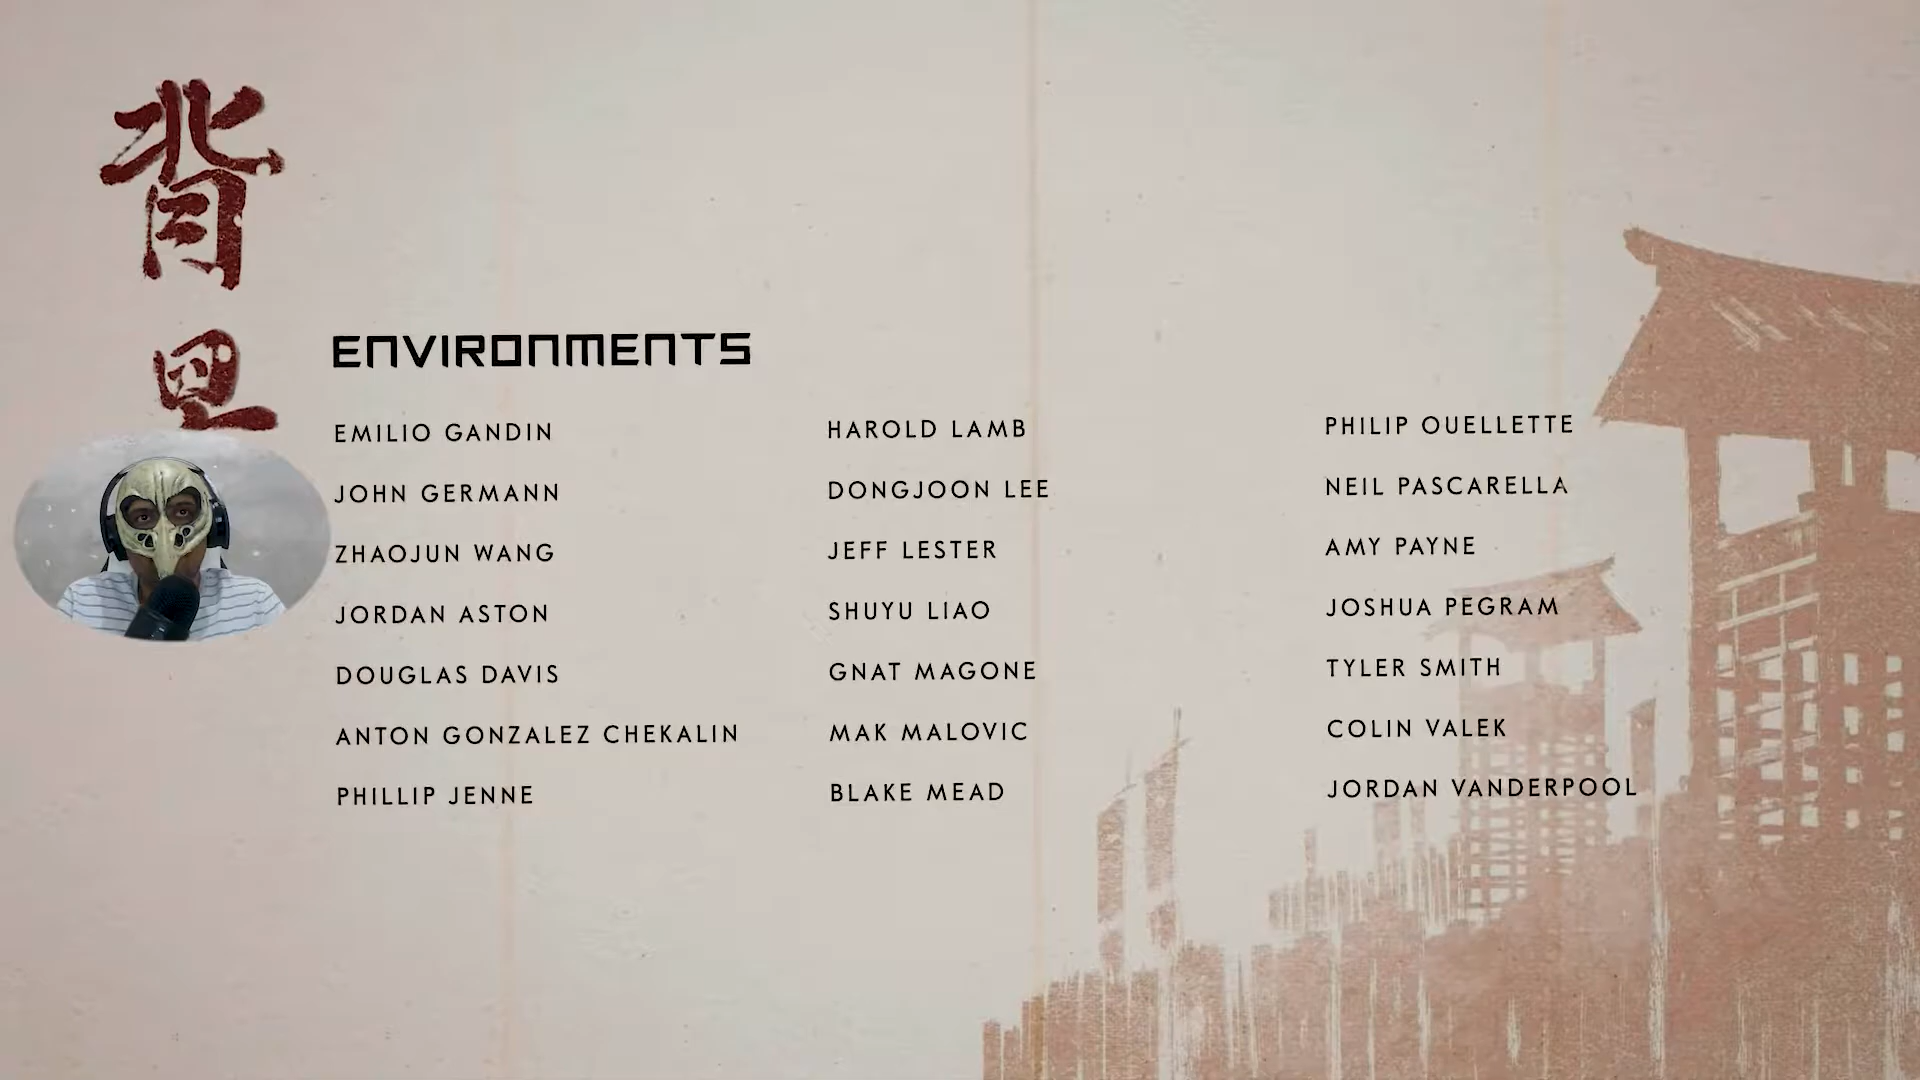 背
ENVIRONMENTS
EMILIO GANDIN
JOHN GERMANN
ZHAOJUN WANG
JORDAN ASTON
DOUGLAS DAVIS
ANTON GONZALEZ CHEKALIN
PHILLIP JENNE
HAROLD LAMB
DONGJOON LEE
JEFF LESTER
SHUYU LIAO
GNAT MAGONE
MAK MALOVIC
BLAKE MEAD
PHILIP OUELLETTE
NEIL PASCARELLA
AMY PAYNE
JOSHUA PEGRAM
TYLER SMITH
COLIN VALEK
JORDAN VANDERPOOL